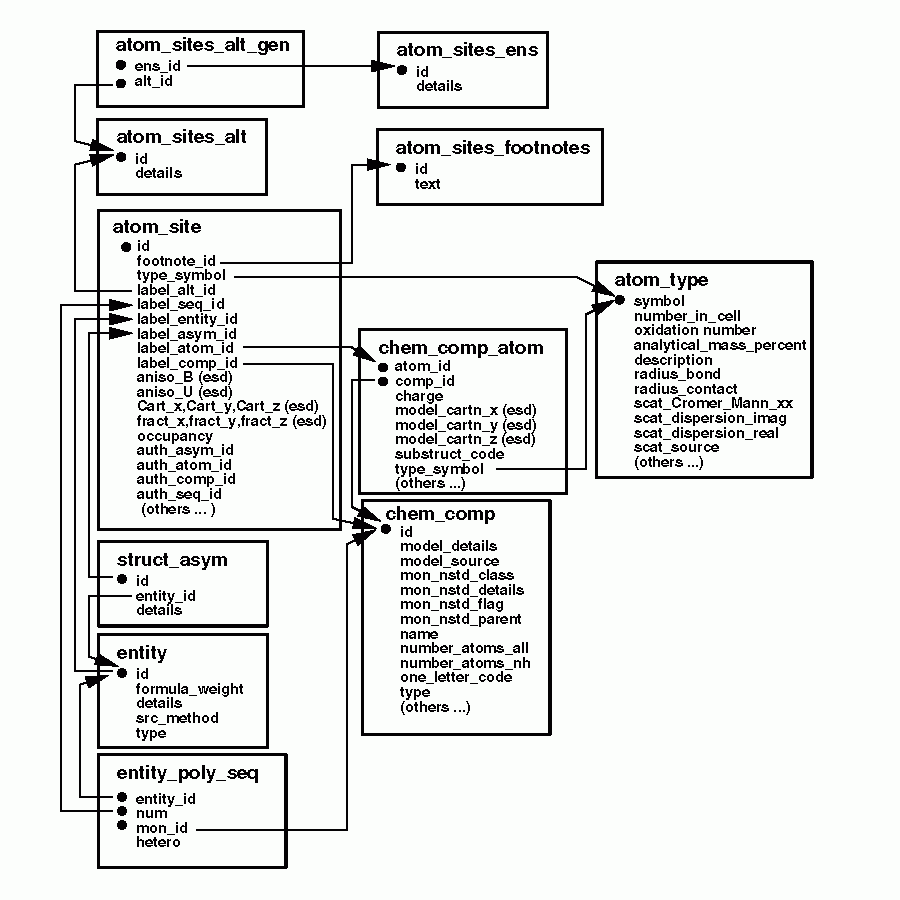 atom_sites_alt_gen
ens_id
alt_id
atom_sites_ens
id
details
atom_sites_alt
id
details
atom_sites_footnotes
id
text
atom_site
id
footnote_id
type_symbol
label_alt_id
label_seq_id
label_entity_id
label_asym_id
label_atom_id
label_comp_id
aniso_B (esd)
aniso_U (esd)
Cart_x,Cart_y,Cart_z (esd)
fract_x,fract_y,fract_z (esd)
occupancy
auth_asym_id
auth_atom_id
auth_comp_id
auth_seq_id
(others ... )
atom_type
symbol
number_in_cell
oxidation number
analytical_mass_percent
description
radius_bond
radius_contact
scat_Cromer_Mann_xx
scat_dispersion_imag
scat_dispersion_real
scat_source
(others ...)
chem_comp_atom
atom_id
comp_id
charge
model_cartn_x (esd)
model_cartn_y (esd)
model_cartn_z (esd)
substruct_code
type_symbol
(others ...)
chem_comp
id
model_details
model_source
mon_nstd_class
mon_nstd_details
mon_nstd_flag
mon_nstd_parent
name
number_atoms_all
number_atoms_nh
one_letter_code
type
(others ...)
struct_asym
id
entity_id
details
entity
id
formula_weight
details
src_method
type
entity_poly_seq
entity_id
num
mon_id
hetero